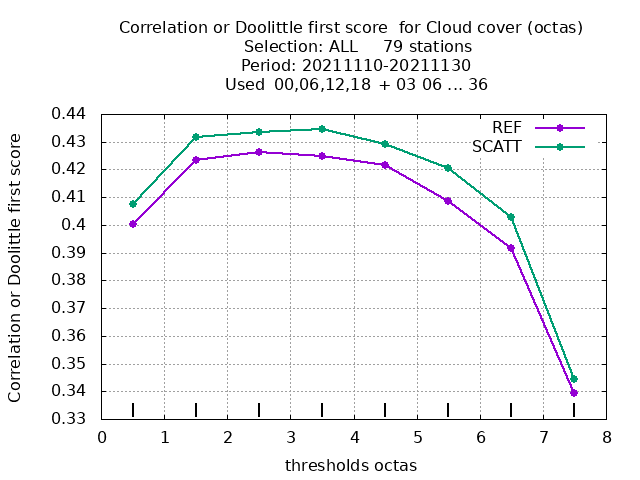 Correlation or Doolittle first score  for Cloud cover (octas)
Selection: ALL     79 stations
Period: 20211110-20211130
Used  00,06,12,18  + 03 06 ... 36
REF
SCATT
Correlation or Doolittle first score
0.44
0.43
0.42
0.41
0.4
0.39
0.38
0.37
0.36
0.35
0.34
0.33
0 1 2 3 4 5 6 7 8
thresholds octas